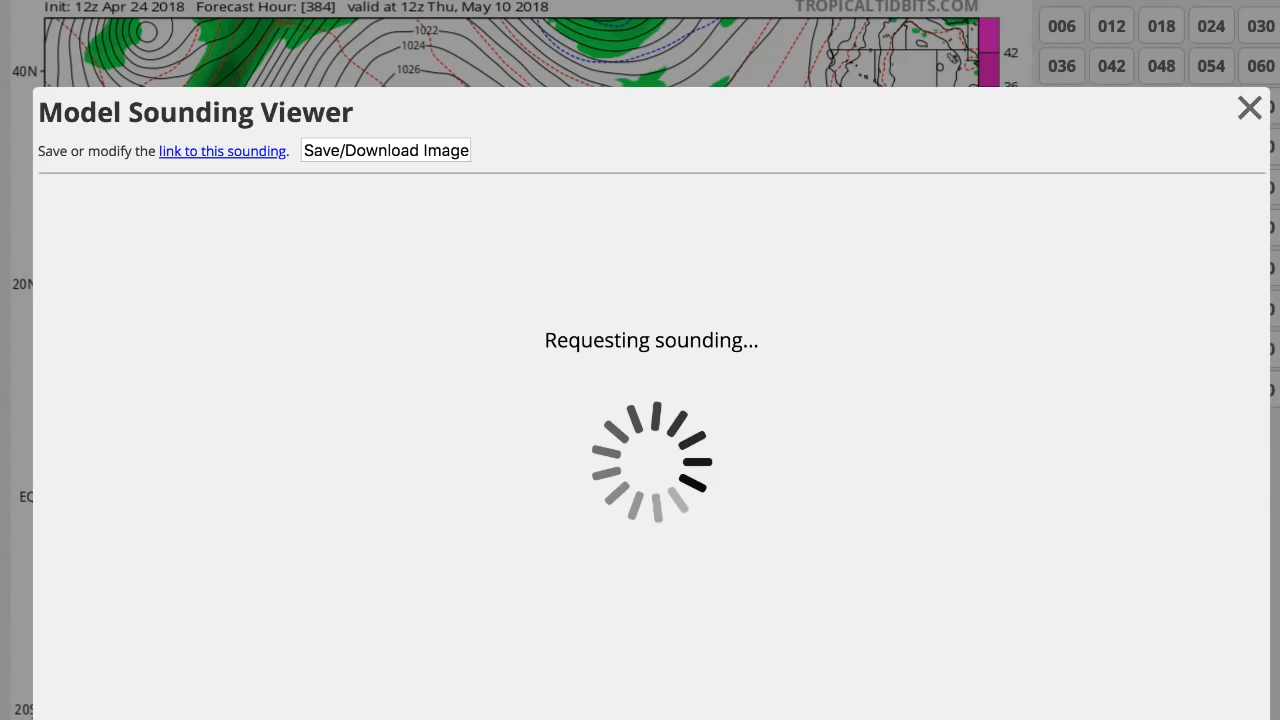 Init: 12z Apr 24 2018 Forecast Hour: [384] valid at 12z Thu, May 10 2018 TROPICALTIDBITS.COM
006 012 018 024 030
1022
1024
42
036 042 048 054 060
40N
1026
Model Sounding Viewer
Save or modify the link to this sounding. Save/Download Image
20N
Requesting sounding...
EQ